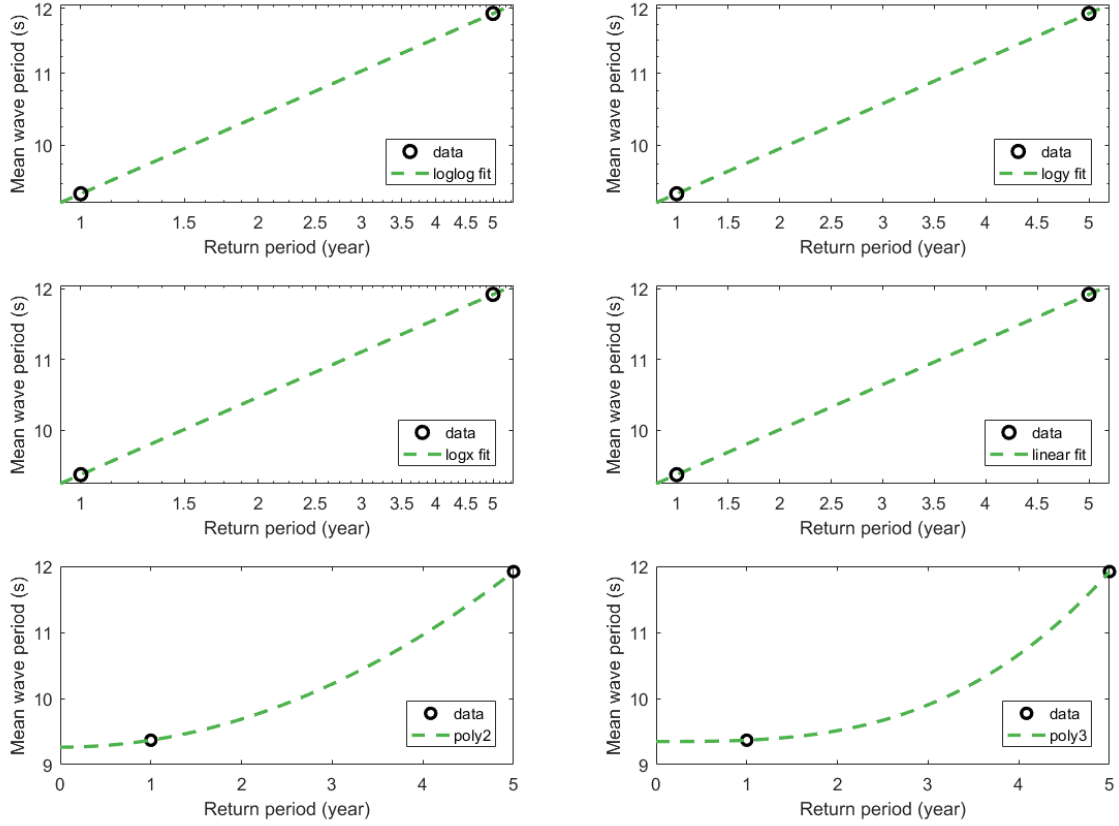 12
11
10
Mean wave period (s)
data
loglog fit
1 1.5 2 2.5 3 3.5 4 4.5 5
Return period (year)
12
11
10
Mean wave period (s)
data
logy fit
1 1.5 2 2.5 3 3.5 4 4.5 5
Return period (year)
12
11
10
Mean wave period (s)
data
logx fit
1 1.5 2 2.5 3 3.5 4 4.5 5
Return period (year)
12
11
10
Mean wave period (s)
data
linear fit
1 1.5 2 2.5 3 3.5 4 4.5 5
Return period (year)
12
11
10
9
Mean wave period (s)
data
poly2
0 1 2 3 4 5
Return period (year)
12
11
10
9
Mean wave period (s)
data
poly3
0 1 2 3 4 5
Return period (year)